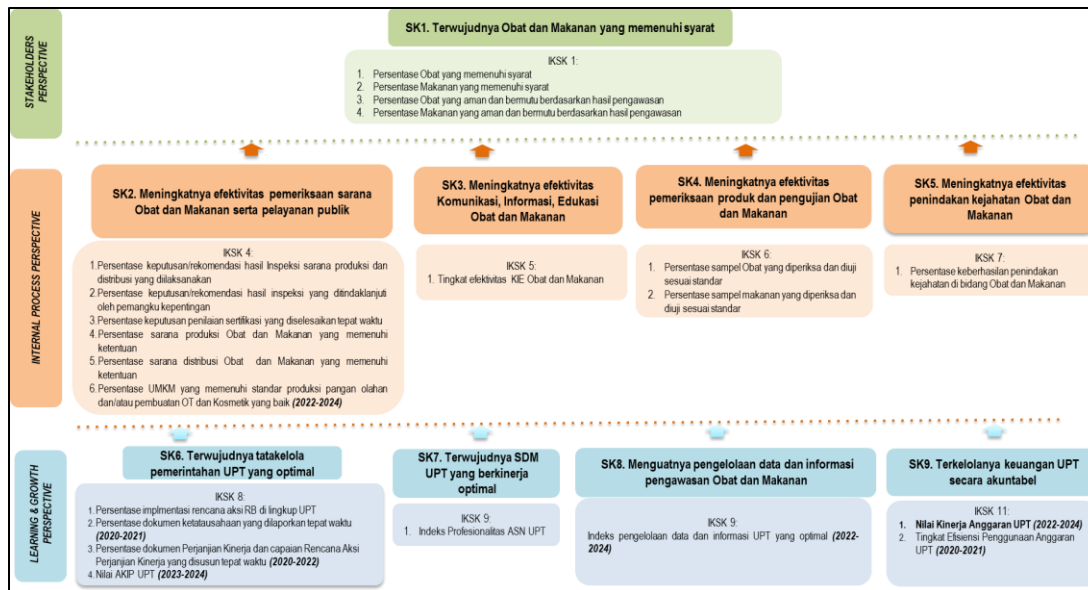 STAKEHOLDERS
PERSPECTIVE
SK1. Terwujudnya Obat dan Makanan yang memenuhi syarat
IKSK 1:
1. Persentase Obat yang memenuhi syarat
2. Persentase Makanan yang memenuhi syarat
3. Persentase Obat yang aman dan bermutu berdasarkan hasil pengawasan
4. Persentase Makanan yang aman dan bermutu berdasarkan hasil pengawasan
INTERNAL PROCESS PERSPECTIVE
SK2. Meningkatnya efektivitas pemeriksaan sarana
Obat dan Makanan serta pelayanan publik
IKSK 4:
1.Persentase keputusan/rekomendasi hasil Inspeksi sarana produksi dan
distribusi yang dilaksanakan
2.Persentase keputusan/rekomendasi hasil inspeksi yang ditindaklanjuti
oleh pemangku kepentingan
3.Persentase keputusan penilaian sertifikasi yang diselesaikan tepat waktu
4.Persentase sarana produksi Obat dan Makanan yang memenuhi
ketentuan
5.Persentase sarana distribusi Obat dan Makanan yang memenuhi
ketentuan
6.Persentase UMKM yang memenuhi standar produksi pangan olahan
dan/atau pembuatan OT dan Kosmetik yang baik (2022-2024)
SK3. Meningkatnya efektivitas
Komunikasi, Informasi, Edukasi
Obat dan Makanan
IKSK 5:
1. Tingkat efektivitas KIE Obat dan Makanan
SK4. Meningkatnya efektivitas
pemeriksaan produk dan pengujian Obat
dan Makanan
IKSK 6:
1. Persentase sampel Obat yang diperiksa dan diuji
sesuai standar
2. Persentase sampel makanan yang diperiksa dan
diuji sesuai standar
SK5. Meningkatnya efektivitas
penindakan kejahatan Obat dan
Makanan
IKSK 7:
1. Persentase keberhasilan penindakan
kejahatan di bidang Obat dan Makanan
LEARNING & GROWTH
PERSPECTIVE
SK6. Terwujudnya tatakelola
pemerintahan UPT yang optimal
IKSK 8:
1.Persentase implmentasi rencana aksi RB di lingkup UPT
2.Persentase dokumen ketatausahaan yang dilaporkan tepat waktu
(2020-2021)
3.Persentase dokumen Perjanjian Kinerja dan capaian Rencana Aksi
Perjanjian Kinerja yang disusun tepat waktu (2020-2022)
4.Nilai AKIP UPT (2023-2024)
SK7. Terwujudnya SDM
UPT yang berkinerja
optimal
IKSK 9:
1. Indeks Profesionalitas ASN UPT
SK8. Menguatnya pengelolaan data dan informasi
pengawasan Obat dan Makanan
IKSK 9:
Indeks pengelolaan data dan informasi UPT yang optimal (2022-
2024)
SK9. Terkelolanya keuangan UPT
secara akuntabel
IKSK 11:
1. Nilai Kinerja Anggaran UPT (2022-2024)
2. Tingkat Efisiensi Penggunaan Anggaran
UPT (2020-2021)